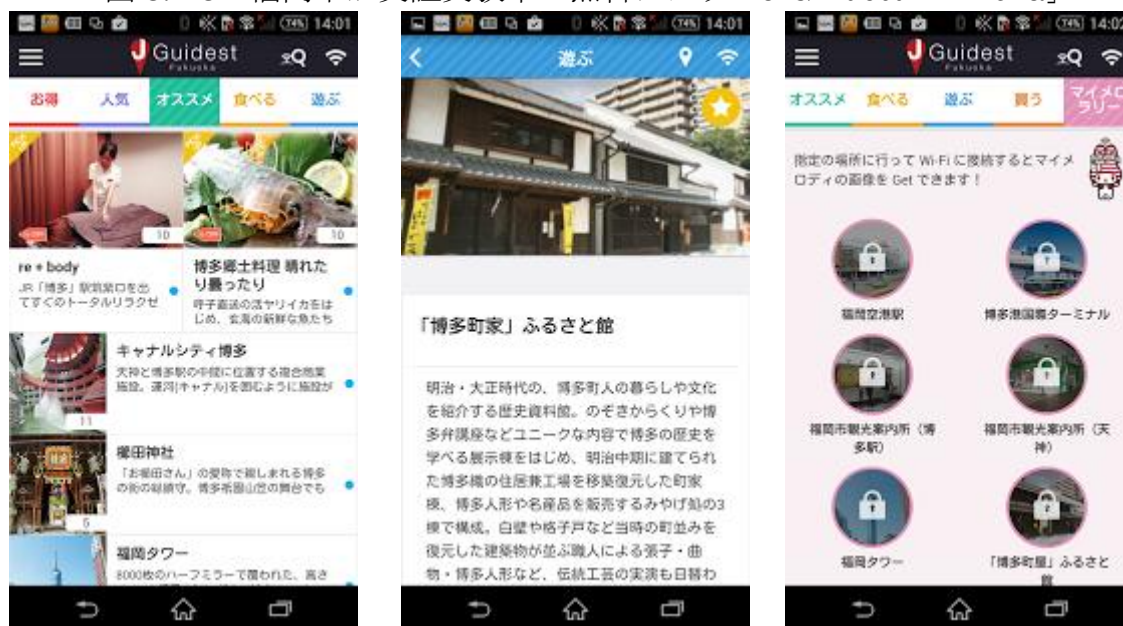 74% 14:01
J Guidest
Fukuoka
お得 人気 オススメ 食べる 遊ぶ
10
10
re + body
JR「博多」駅筑紫口を出
てすぐのトータルリラクゼ
博多郷土料理 晴れた
り曇ったり
呼子直送の活ヤリイカをは
じめ、玄海の新鮮な魚たち
キャナルシティ博多
天神と博多駅の中間に位置する複合商業
施設。運河(キャナル)を囲むように施設が
11
櫛田神社
「お櫛田さん」の愛称で親しまれる博多
の街の総鎮守。博多祇園山笠の舞台でも
5
福岡タワー
8000枚のハーフミラーで覆われた、高さ
74% 14:01
遊ぶ
「博多町家」ふるさと館
明治・大正時代の、博多町人の暮らしや文化
を紹介する歴史資料館。のぞきからくりや博
多弁講座などユニークな内容で博多の歴史を
学べる展示棟をはじめ、明治中期に建てられ
た博多織の住居兼工場を移築復元した町家
棟、博多人形や名産品を販売するみやげ処の3
棟で構成。白壁や格子戸など当時の町並みを
復元した建築物が並ぶ職人による張子・曲
物・博多人形など、伝統工芸の実演も日替わ
74% 14:02
J Guidest
Fukuoka
オススメ 食べる 遊ぶ 買う マイメロ
ラリー
指定の場所に行って Wi-Fi に接続するとマイメ
ロディの画像を Get できます！
福岡空港駅
博多港国際ターミナル
福岡市観光案内所（博
多駅）
福岡市観光案内所（天
神）
福岡タワー
「博多町屋」ふるさと
館